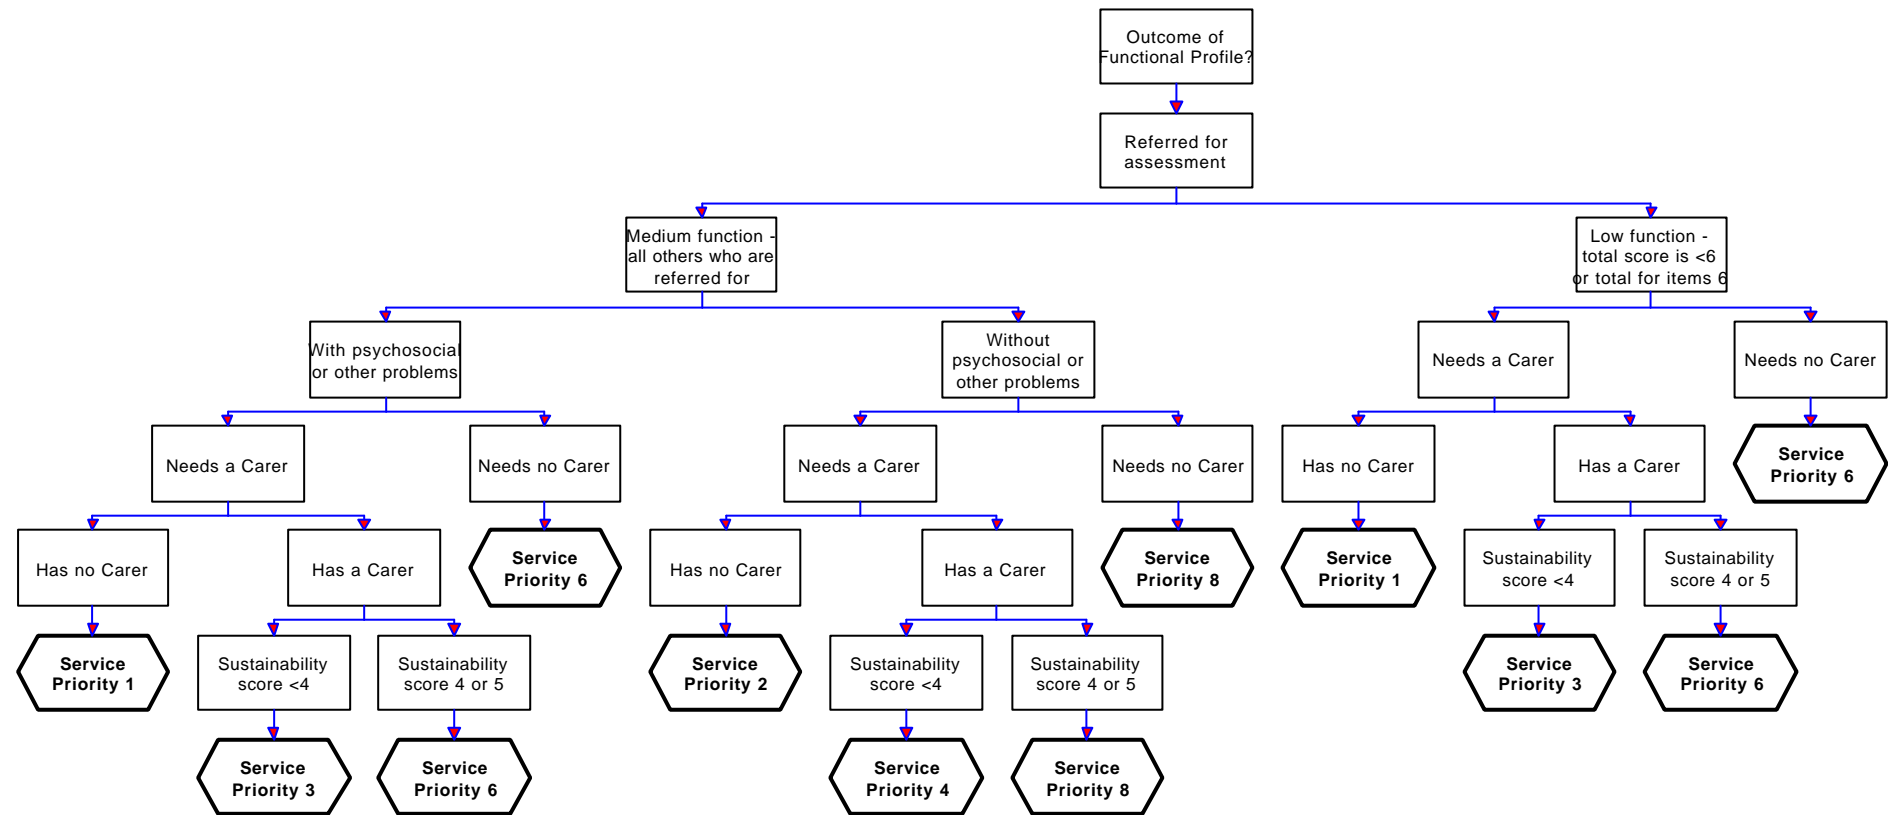 Outcome of
Functional Profile?
Referred for
assessment
Medium function -
all others who are
referred for
Low function -
total score is <6
or total for items 6
With psychosocial
or other problems
Without
psychosocial or
other problems
Needs a Carer
Needs no Carer
Needs a Carer
Needs no Carer
Needs a Carer
Needs no Carer
Has no Carer
Has a Carer
Service
Priority 6
Has no Carer
Has a Carer
Service
Priority 6
Has no Carer
Has a Carer
Service
Priority 8
Service
Priority 1
Sustainability
score <4
Sustainability
score 4 or 5
Service
Priority 1
Sustainability
score <4
Sustainability
score 4 or 5
Service
Priority 2
Sustainability
score <4
Sustainability
score 4 or 5
Service
Priority 3
Service
Priority 6
Service
Priority 3
Service
Priority 6
Service
Priority 4
Service
Priority 8